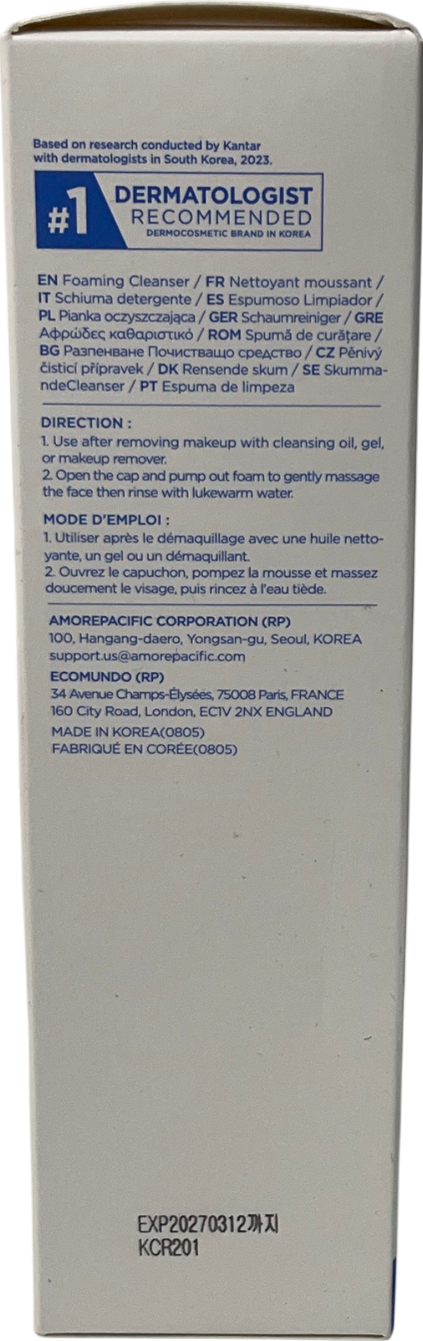 Based on research conducted by Kantar
with dermatologists in South Korea, 2023.
#1 DERMATOLOGIST
RECOMMENDED
DERMOCOSMETIC BRAND IN KOREA
EN Foaming Cleanser / FR Nettoyant moussant /
IT Schiuma detergente / ES Espumoso Limpiador /
PL Pianka oczyszczająca / GER Schaumreiniger / GRE
Αφρώδες καθαριστικό / ROM Spumă de curățare /
BG Разпенване Почистващо средство / CZ Pěnivý
čisticí přípravek / DK Rensende skum / SE Skumma-
ndeCleanser / PT Espuma de limpeza
DIRECTION :
1. Use after removing makeup with cleansing oil, gel,
or makeup remover.
2. Open the cap and pump out foam to gently massage
the face then rinse with lukewarm water.
MODE D'EMPLOI :
1. Utiliser après le démaquillage avec une huile netto-
yante, un gel ou un démaquillant.
2. Ouvrez le capuchon, pompez la mousse et massez
doucement le visage, puis rincez à l'eau tiède.
AMOREPACIFIC CORPORATION (RP)
100, Hangang-daero, Yongsan-gu, Seoul, KOREA
support.us@amorepacific.com
ECOMUNDO (RP)
34 Avenue Champs-Élysées, 75008 Paris, FRANCE
160 City Road, London, EC1V 2NX ENGLAND
MADE IN KOREA(0805)
FABRIQUÉ EN CORÉE(0805)
EXP20270312까지
KCR201